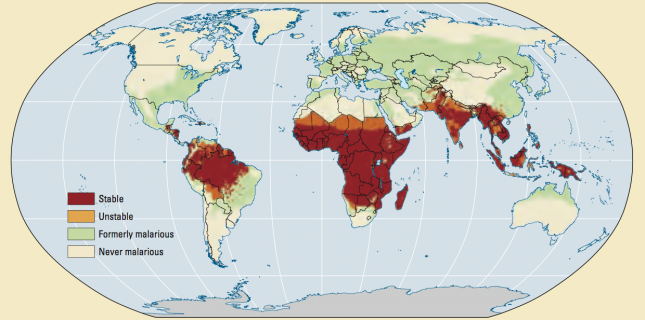 Stable
Unstable
Formerly malarious
Never malarious